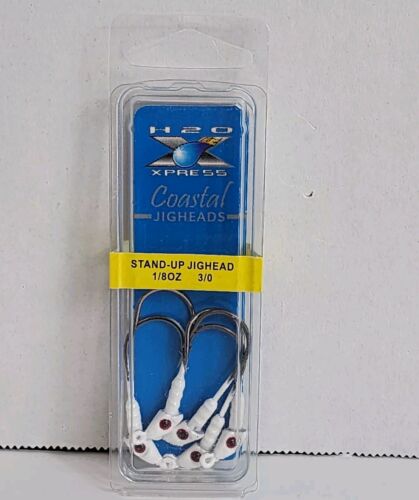 H2O
XPRESS
Coastal
JIGHEADS
STAND-UP JIGHEAD
1/8OZ 3/0